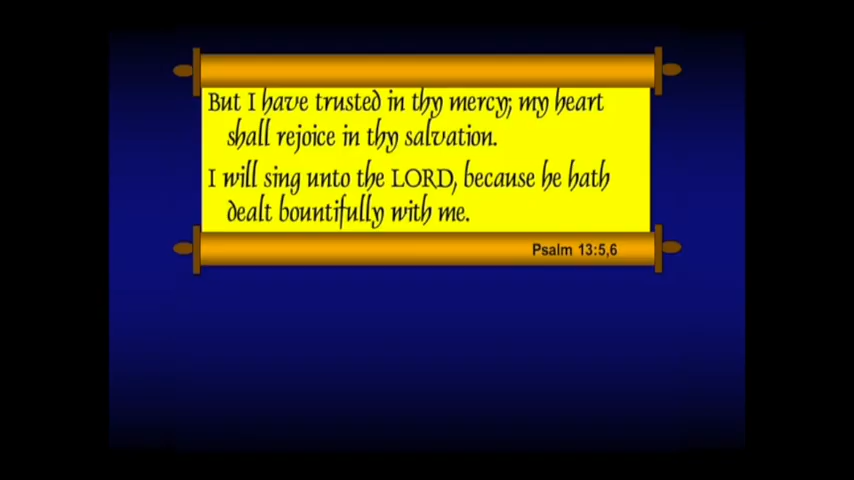 But I have trusted in thy mercy; my heart
shall rejoice in thy salvation.
I will sing unto the LORD, because he hath
dealt bountifully with me.
Psalm 13:5,6